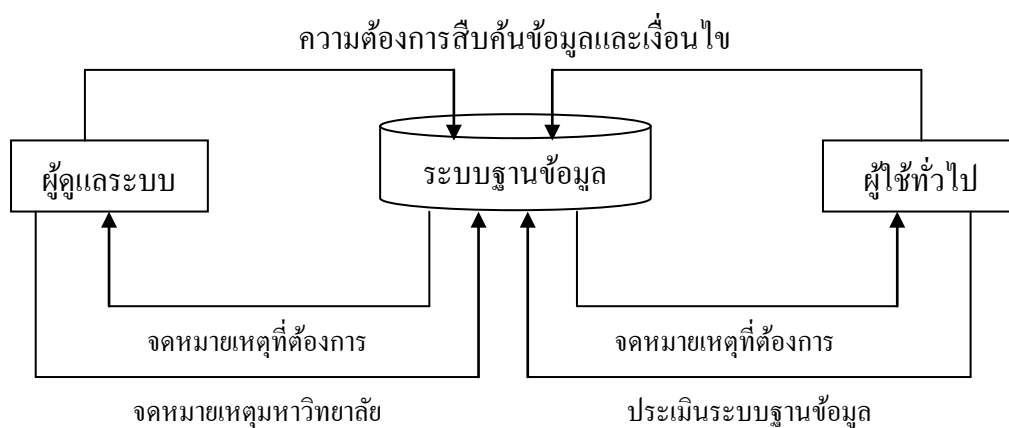 ความต้องการสืบค้นข้อมูลและเงื่อนไข
ผู้ดูแลระบบ
ระบบฐานข้อมูล
ผู้ใช้ทั่วไป
จดหมายเหตุที่ต้องการ
จดหมายเหตุที่ต้องการ
จดหมายเหตุมหาวิทยาลัย
ประเมินระบบฐานข้อมูล